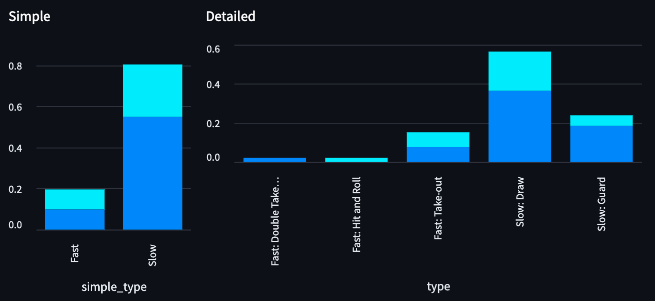 Simple
0.8
0.6
0.4
0.2
0.0
Fast
Slow
simple_type
Detailed
0.6
0.4
0.2
0.0
Fast: Double Take...
Fast: Hit and Roll
Fast: Take-out
Slow: Draw
Slow: Guard
type